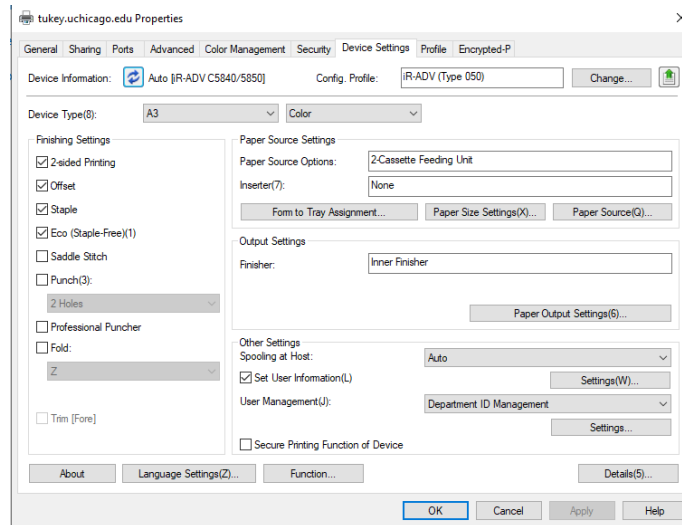 tukey.uchicago.edu Properties
General Sharing Ports Advanced Color Management Security Device Settings Profile Encrypted-P
Device Information: Auto [iR-ADV C5840/5850] Config. Profile: iR-ADV (Type 050) Change...
Device Type(8): A3 Color
Finishing Settings
2-sided Printing
Offset
Staple
Eco (Staple-Free)(1)
Saddle Stitch
Punch(3):
2 Holes
Professional Puncher
Fold:
Z
Trim [Fore]
Paper Source Settings
Paper Source Options: 2-Cassette Feeding Unit
Inserter(7): None
Form to Tray Assignment... Paper Size Settings(X)... Paper Source(Q)...
Output Settings
Finisher: Inner Finisher
Paper Output Settings(6)...
Other Settings
Spooling at Host: Auto
Set User Information(L) Settings(W)...
User Management(J): Department ID Management
Settings...
Secure Printing Function of Device
About Language Settings(Z)... Function... Details(5)...
OK Cancel Apply Help